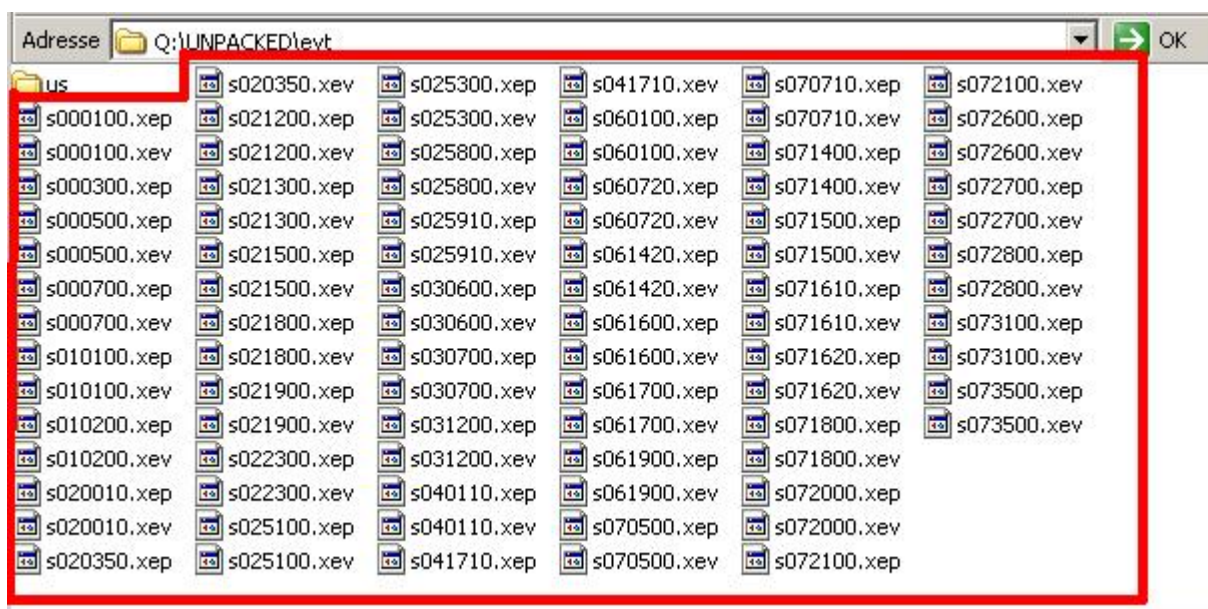 Adresse Q:\UNPACKED\evt OK
us s020350.xev s025300.xep s041710.xev s070710.xep s072100.xev
s000100.xep s021200.xep s025300.xev s060100.xep s070710.xev s072600.xep
s000100.xev s021200.xev s025800.xep s060100.xev s071400.xep s072600.xev
s000300.xep s021300.xep s025800.xev s060720.xep s071400.xev s072700.xep
s000500.xep s021300.xev s025910.xep s060720.xev s071500.xep s072700.xev
s000500.xev s021500.xep s025910.xev s061420.xep s071500.xev s072800.xep
s000700.xep s021500.xev s030600.xep s061420.xev s071610.xep s072800.xev
s000700.xev s021800.xep s030600.xev s061600.xep s071610.xev s073100.xep
s010100.xep s021800.xev s030700.xep s061600.xev s071620.xep s073100.xev
s010100.xev s021900.xep s030700.xev s061700.xep s071620.xev s073500.xep
s010200.xep s021900.xev s031200.xep s061700.xev s071800.xep s073500.xev
s010200.xev s022300.xep s031200.xev s061900.xep s071800.xev
s020010.xep s022300.xev s040110.xep s061900.xev s072000.xep
s020010.xev s025100.xep s040110.xev s070500.xep s072000.xev
s020350.xep s025100.xev s041710.xep s070500.xev s072100.xep